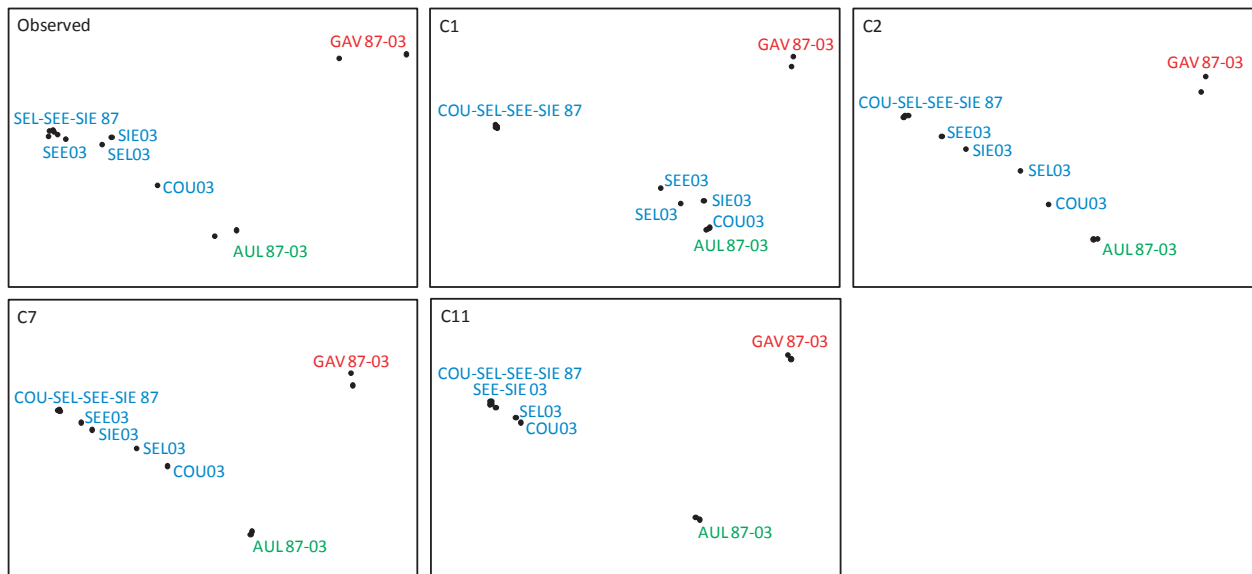 Observed
GAV 87-03
SEL-SEE-SIE 87
SIE03
SEE03
SEL03
COU03
AUL 87-03
C1
GAV 87-03
COU-SEL-SEE-SIE 87
SEE03
SIE03
SEL03
COU03
AUL 87-03
C2
GAV 87-03
COU-SEL-SEE-SIE 87
SEE03
SIE03
SEL03
COU03
AUL 87-03
C7
GAV 87-03
COU-SEL-SEE-SIE 87
SEE03
SIE03
SEL03
COU03
AUL 87-03
C11
GAV 87-03
COU-SEL-SEE-SIE 87
SEE-SIE 03
SEL03
COU03
AUL 87-03